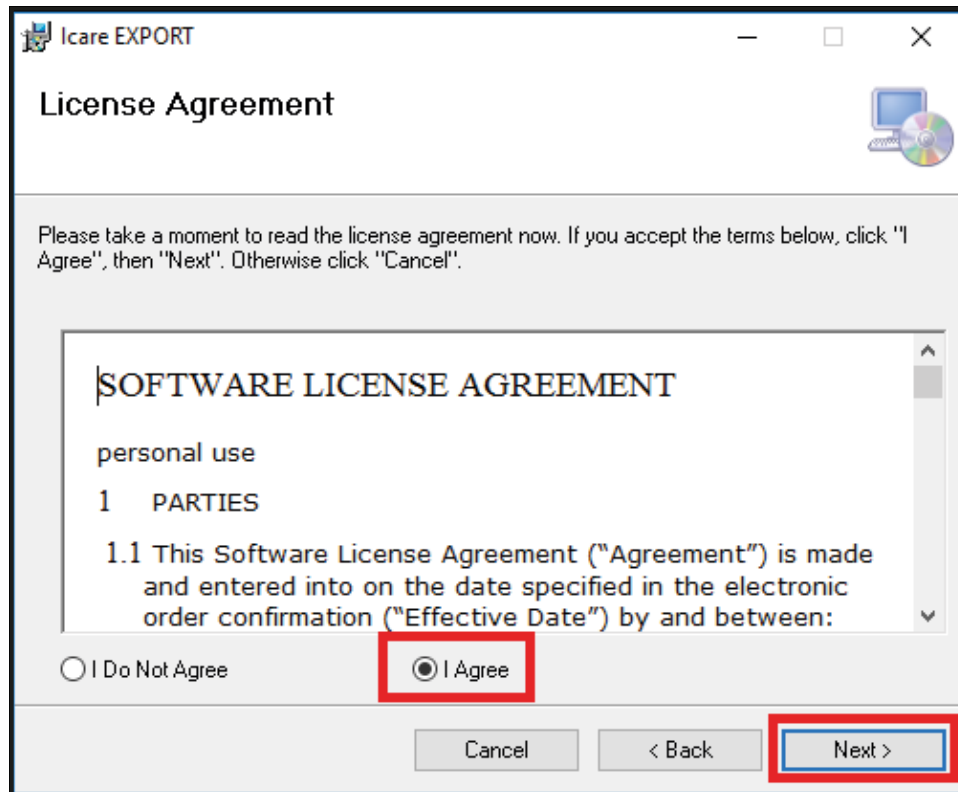 Icare EXPORT
License Agreement
Please take a moment to read the license agreement now. If you accept the terms below, click "I
Agree", then "Next". Otherwise click "Cancel".
SOFTWARE LICENSE AGREEMENT
personal use
1 PARTIES
1.1 This Software License Agreement (“Agreement”) is made
and entered into on the date specified in the electronic
order confirmation (“Effective Date”) by and between:
I Do Not Agree
I Agree
Cancel
< Back
Next >